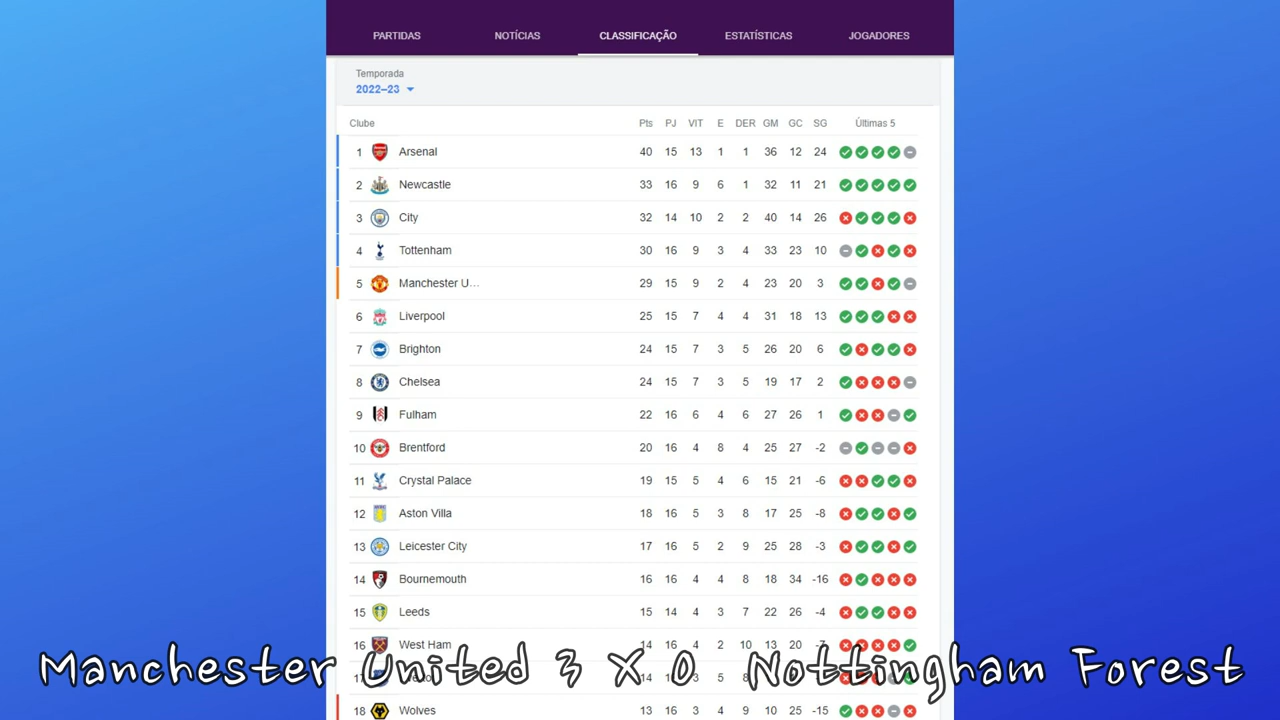 PARTIDAS NOTÍCIAS CLASSIFICAÇÃO ESTATÍSTICAS JOGADORES
Temporada
2022–23
Clube Pts PJ VIT E DER GM GC SG Últimas 5
1 Arsenal 40 15 13 1 1 36 12 24
2 Newcastle 33 16 9 6 1 32 11 21
3 City 32 14 10 2 2 40 14 26
4 Tottenham 30 16 9 3 4 33 23 10
5 Manchester U... 29 15 9 2 4 23 20 3
6 Liverpool 25 15 7 4 4 31 18 13
7 Brighton 24 15 7 3 5 26 20 6
8 Chelsea 24 15 7 3 5 19 17 2
9 Fulham 22 16 6 4 6 27 26 1
10 Brentford 20 16 4 8 4 25 27 -2
11 Crystal Palace 19 15 5 4 6 15 21 -6
12 Aston Villa 18 16 5 3 8 17 25 -8
13 Leicester City 17 16 5 2 9 25 28 -3
14 Bournemouth 16 16 4 4 8 18 34 -16
15 Leeds 15 14 4 3 7 22 26 -4
16 West Ham 14 16 4 2 10 13 20 -7
Manchester United 3 X 0 Nottingham Forest
18 Wolves 13 16 3 4 9 10 25 -15